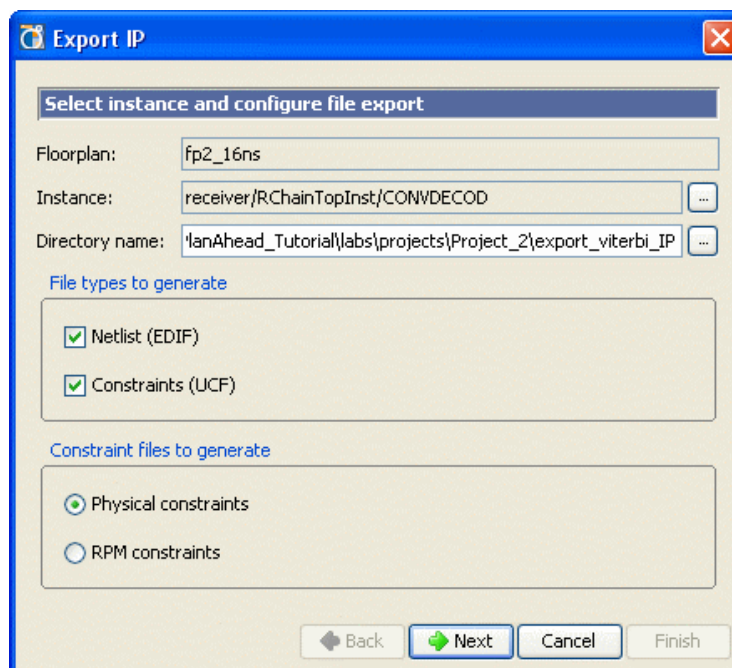 Export IP
Select instance and configure file export
Floorplan: fp2_16ns
Instance: receiver/RChainTopInst/CONVDECOD ...
Directory name: 'lanAhead_Tutorial\labs\projects\Project_2\export_viterbi_IP ...
File types to generate
Netlist (EDIF)
Constraints (UCF)
Constraint files to generate
Physical constraints
RPM constraints
Back Next Cancel Finish